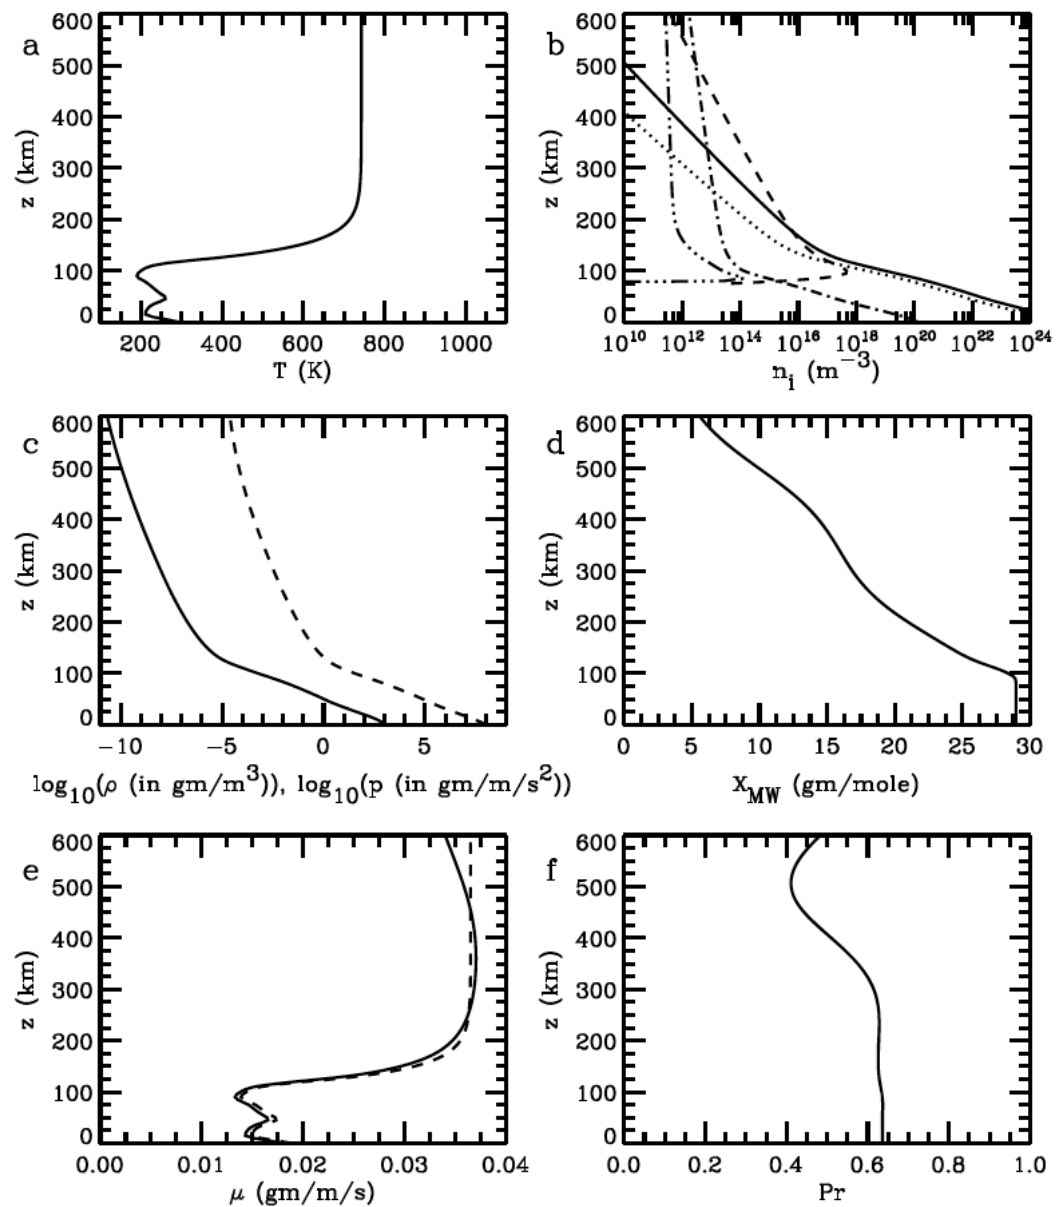 a
600
500
400
300
200
100
0
z (km)
200 400 600 800 1000
T (K)
b
600
500
400
300
200
100
0
z (km)
10^10 10^12 10^14 10^16 10^18 10^20 10^22 10^24
n_i (m^-3)
c
600
500
400
300
200
100
0
z (km)
-10 -5 0 5
log_10(ρ (in gm/m^3)), log_10(p (in gm/m/s^2))
d
600
500
400
300
200
100
0
z (km)
0 5 10 15 20 25 30
X_MW (gm/mole)
e
600
500
400
300
200
100
0
z (km)
0.00 0.01 0.02 0.03 0.04
μ (gm/m/s)
f
600
500
400
300
200
100
0
z (km)
0.0 0.2 0.4 0.6 0.8 1.0
Pr